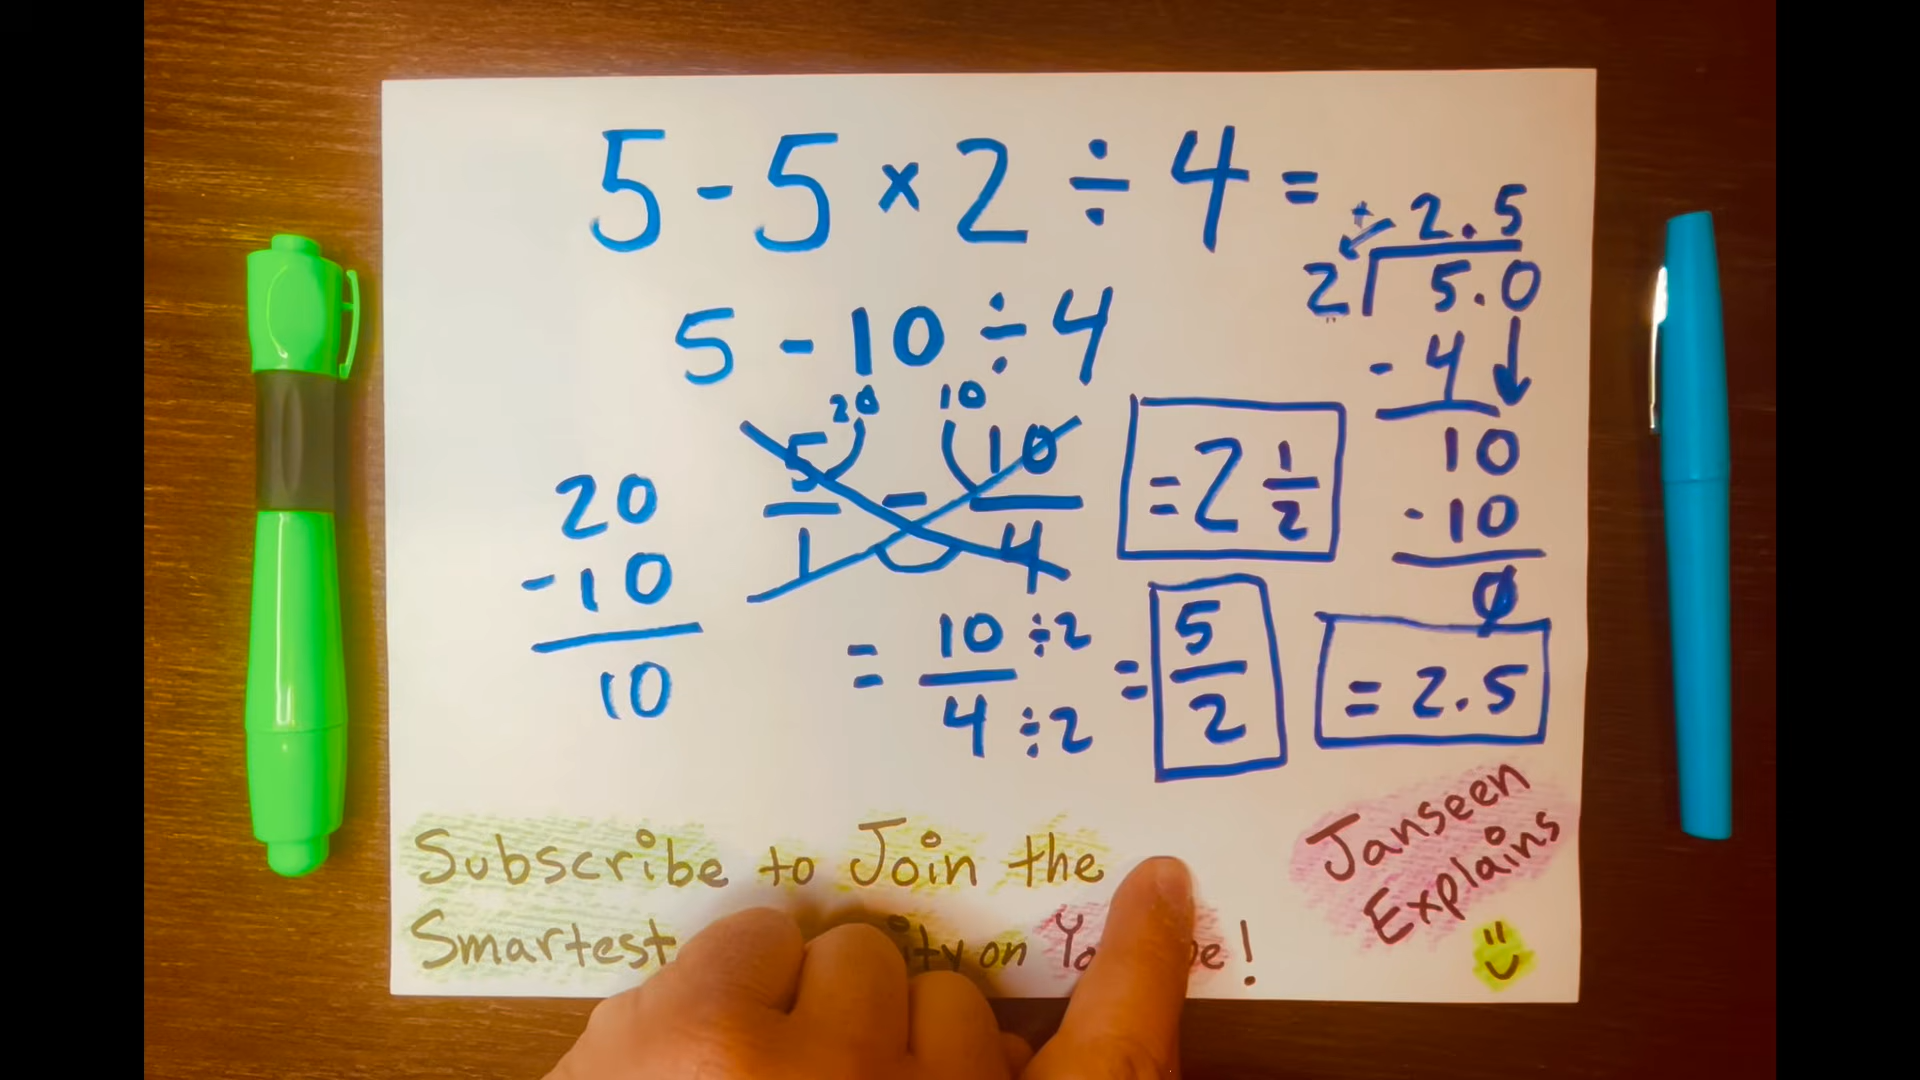 5 - 5 × 2 ÷ 4 =
5 - 10 ÷ 4
20 10
5/1 - 10/4
20
- 10
10
= 10/4 ÷2 ÷2 = 5/2
= 2 1/2
2.5
2 5.0
- 4
10
- 10
0
= 2.5
Subscribe to Join the
Smartest on !
Janseen
Explains